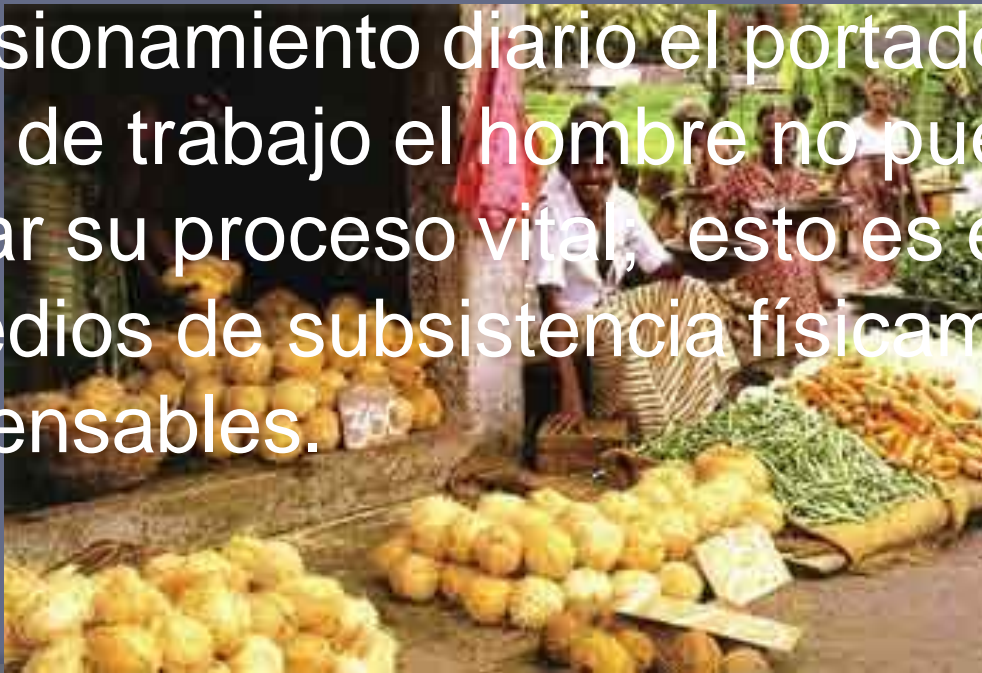 sionamiento diario el portad
de trabajo el hombre no pue
ar su proceso vital; esto es e
edios de subsistencia físicam
ensables.